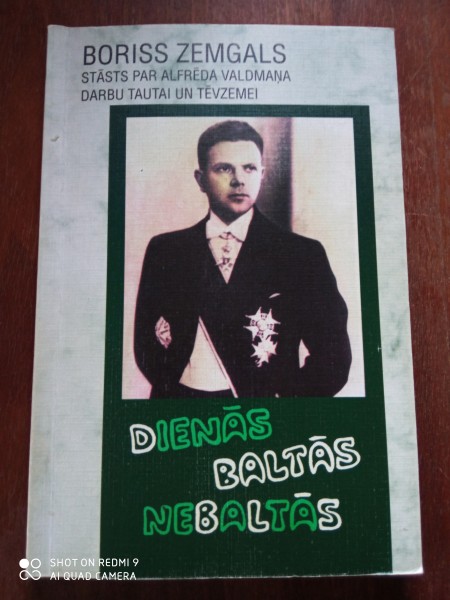 BORISS ZEMGALS
STĀSTS PAR ALFRĒDA VALDMAŅA
DARBU TAUTAI UN TĒVZEMEI
DIENĀS
BALTĀS
NEBALTĀS
SHOT ON REDMI 9
AI QUAD CAMERA